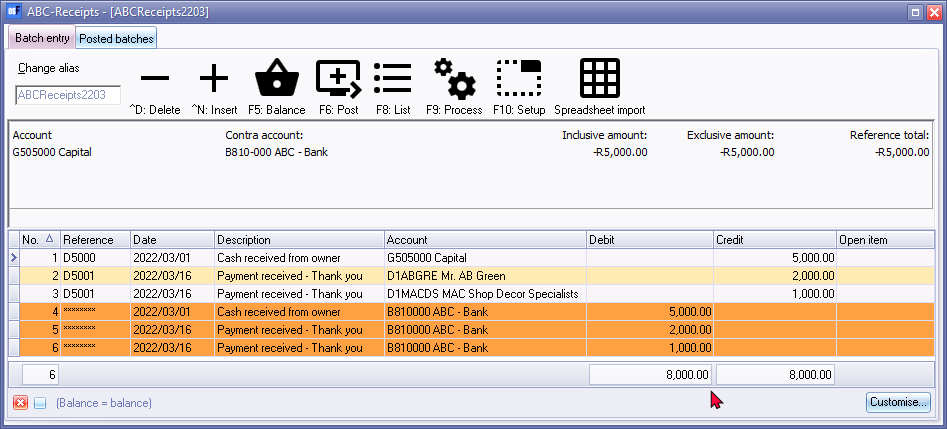 ABC-Receipts - [ABCReceipts2203]
Batch entry Posted batches
Change alias
ABCReceipts2203
^D: Delete ^N: Insert F5: Balance F6: Post F8: List F9: Process F10: Setup Spreadsheet import
Account Contra account: Inclusive amount: Exclusive amount: Reference total:
G505000 Capital B810-000 ABC - Bank -R5,000.00 -R5,000.00 -R5,000.00
No. Reference Date Description Account Debit Credit Open item
1 D5000 2022/03/01 Cash received from owner G505000 Capital 5,000.00
2 D5001 2022/03/16 Payment received - Thank you D1ABGRE Mr. AB Green 2,000.00
3 D5001 2022/03/16 Payment received - Thank you D1MACDS MAC Shop Decor Specialists 1,000.00
4 ******** 2022/03/01 Cash received from owner B810000 ABC - Bank 5,000.00
5 ******** 2022/03/16 Payment received - Thank you B810000 ABC - Bank 2,000.00
6 ******** 2022/03/16 Payment received - Thank you B810000 ABC - Bank 1,000.00
6 8,000.00 8,000.00
(Balance = balance) Customise...